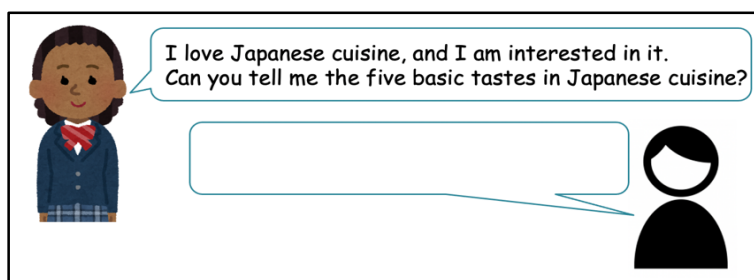 I love Japanese cuisine, and I am interested in it.
Can you tell me the five basic tastes in Japanese cuisine?